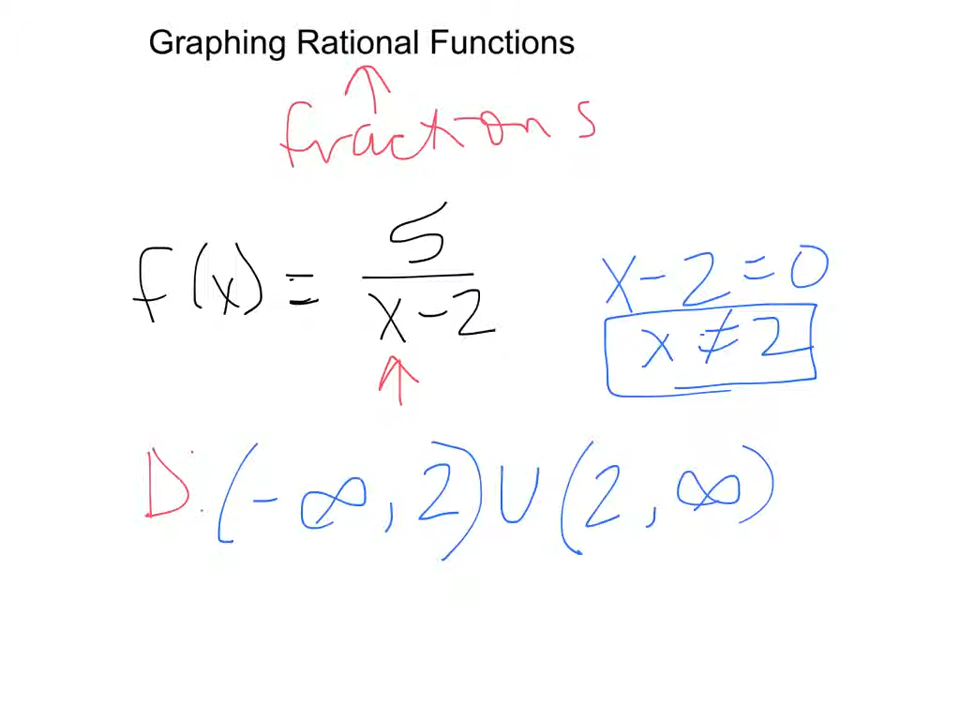 Graphing Rational Functions
fractions
f(x) = 5/(x-2)
x-2=0
x ≠ 2
D: (-∞, 2) ∪ (2, ∞)